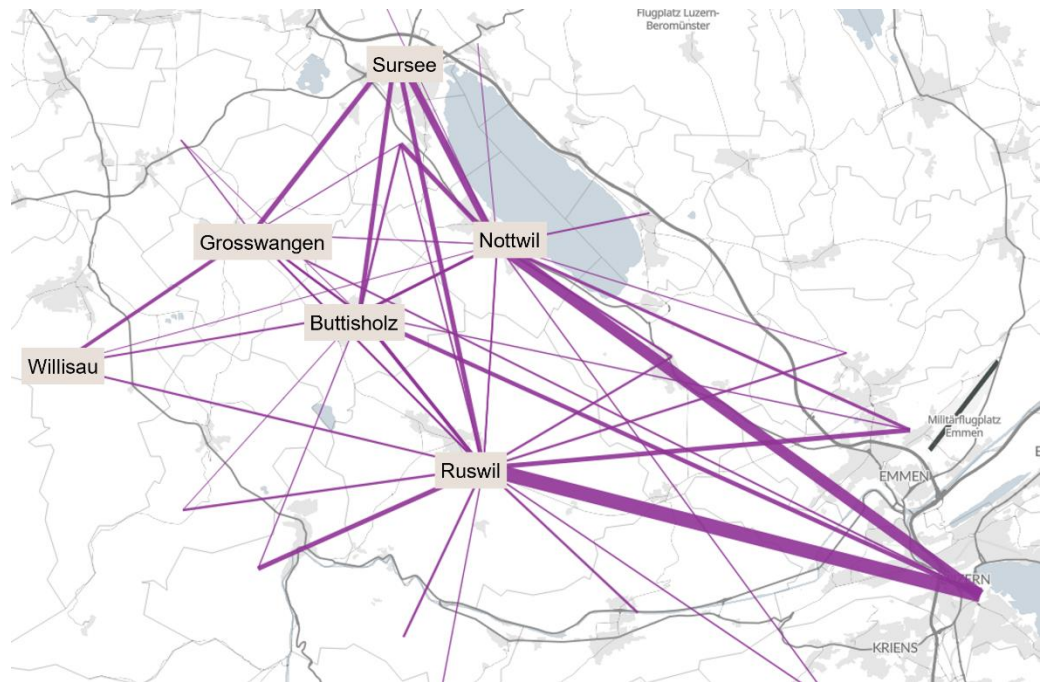 Flugplatz Luzern-
Beromünster
Sursee
Grosswangen
Nottwil
Buttisholz
Willisau
Militärflugplatz
Emmen
Ruswil
EMMEN
KRIENS